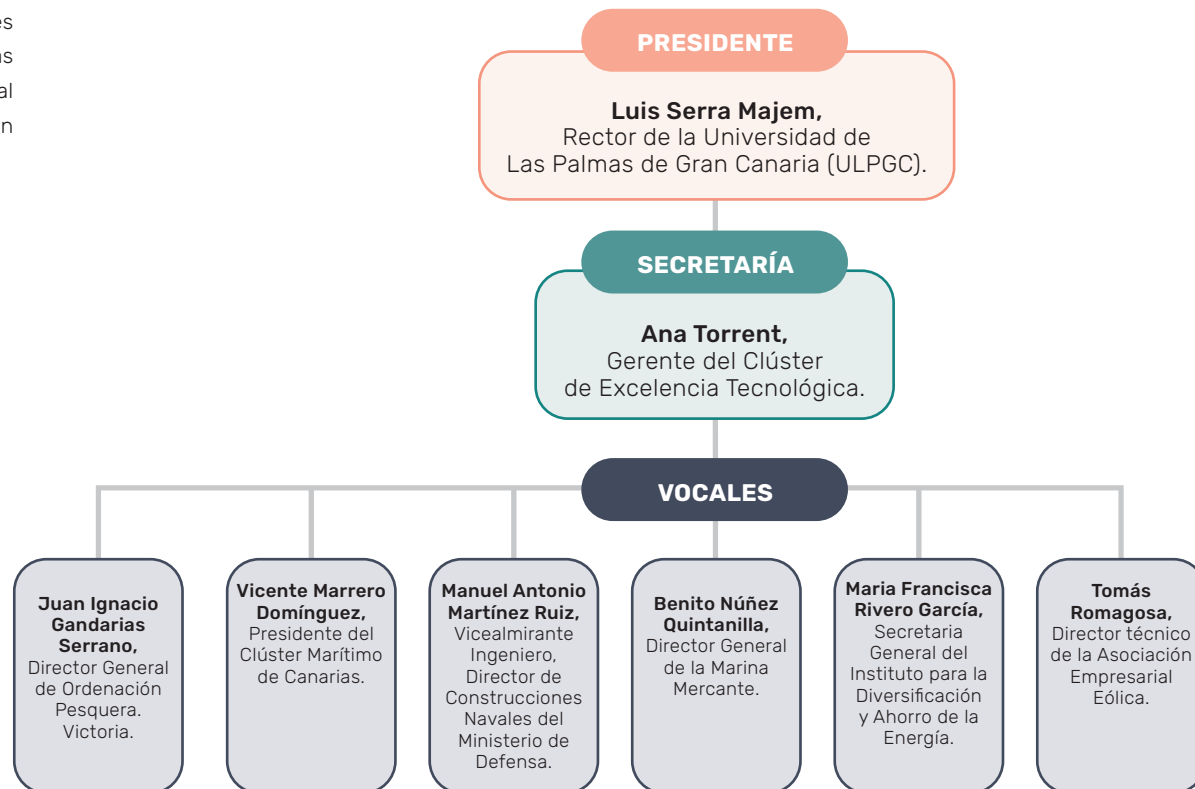 es
as
al
n
PRESIDENTE
Luis Serra Majem,
Rector de la Universidad de
Las Palmas de Gran Canaria (ULPGC).
SECRETARÍA
Ana Torrent,
Gerente del Clúster
de Excelencia Tecnológica.
VOCALES
Juan Ignacio
Gandarias
Serrano,
Director General
de Ordenación
Pesquera.
Victoria.
Vicente Marrero
Domínguez,
Presidente del
Clúster Marítimo
de Canarias.
Manuel Antonio
Martínez Ruiz,
Vicealmirante
Ingeniero,
Director de
Construcciones
Navales del
Ministerio de
Defensa.
Benito Núñez
Quintanilla,
Director General
de la Marina
Mercante.
Maria Francisca
Rivero García,
Secretaria
General del
Instituto para la
Diversificación
y Ahorro de la
Energía.
Tomás
Romagosa,
Director técnico
de la Asociación
Empresarial
Eólica.